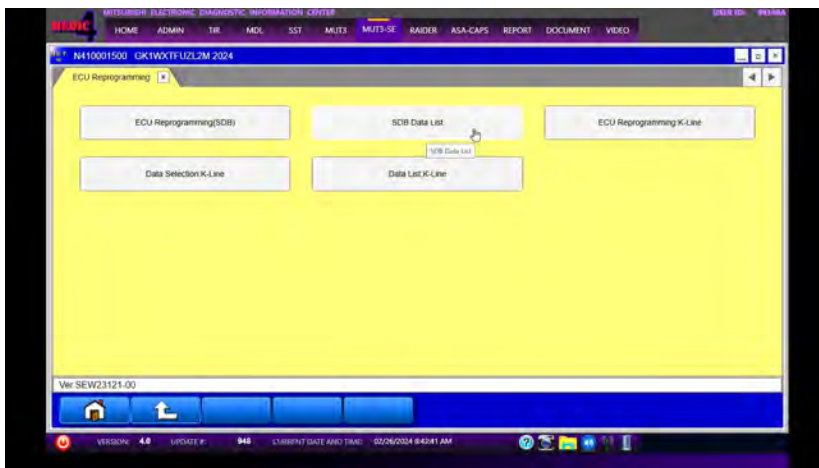 MITSUBISHI ELECTRONIC DIAGNOSTIC INFORMATION CENTER
USER ID:
MEDIC 4 HOME ADMIN TIR MDL SST MUT3 MUT3-SE RAIDER ASA-CAPS REPORT DOCUMENT VIDEO
N410001500 GK1WXTFUZL2M 2024
ECU Reprogramming
ECU Reprogramming(SDB) SDB Data List ECU Reprogramming:K-Line
SDB Data List
Data Selection:K-Line Data List:K-Line
Ver.SEW23121-00
VERSION: 4.0 UPDATE #: 948 CURRENT DATE AND TIME: 02/26/2024 8:42:41 AM